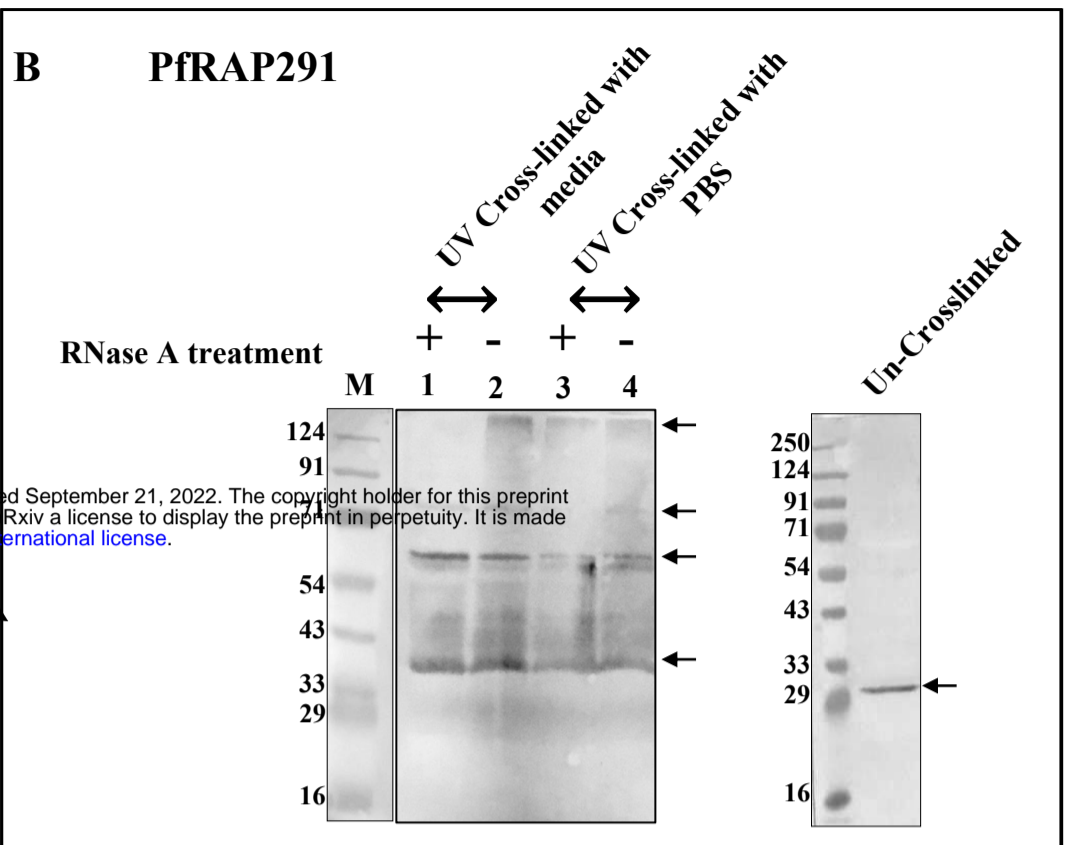 B PfRAP291
UV Cross-linked with
media
UV Cross-linked with
PBS
Un-Crosslinked
+ - + -
RNase A treatment
M 1 2 3 4
124
91
71
54
43
33
29
16
250
124
91
71
54
43
33
29
16
ed September 21, 2022. The copyright holder for this preprint
Rxiv a license to display the preprint in perpetuity. It is made
ernational license.